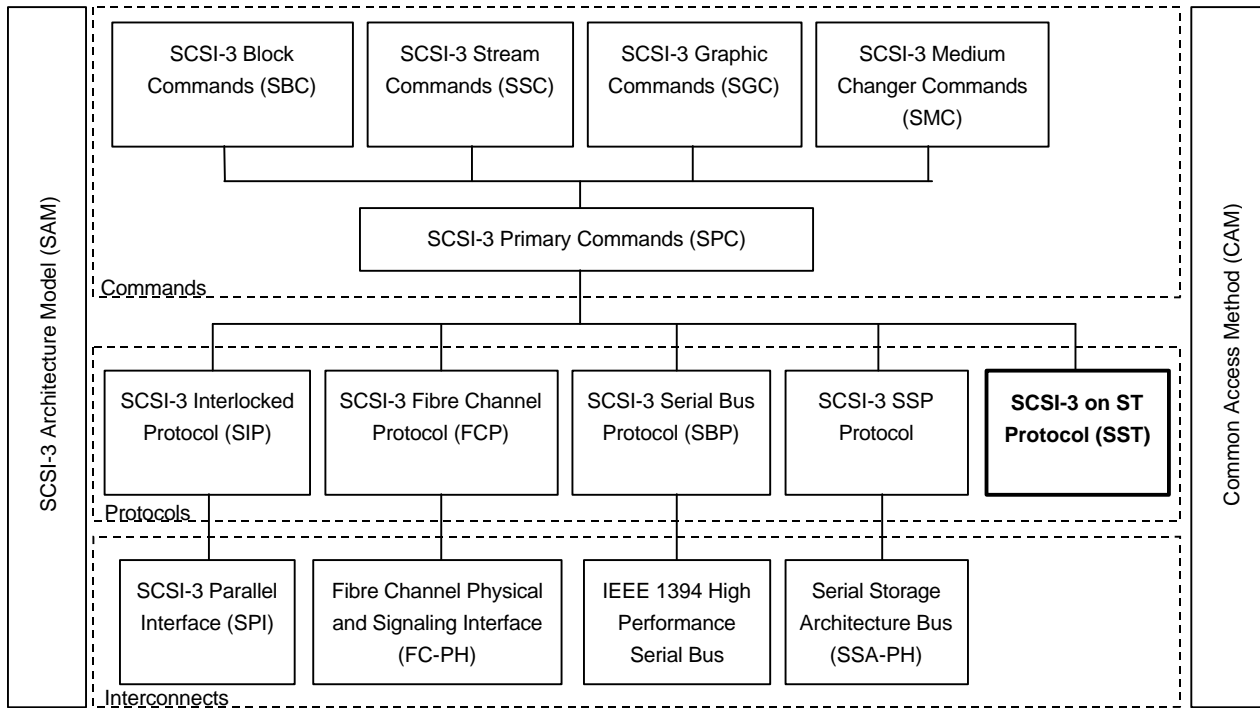 SCSI-3 Architecture Model (SAM)
SCSI-3 Block
Commands (SBC)
SCSI-3 Stream
Commands (SSC)
SCSI-3 Graphic
Commands (SGC)
SCSI-3 Medium
Changer Commands
(SMC)
SCSI-3 Primary Commands (SPC)
Commands
SCSI-3 Interlocked
Protocol (SIP)
SCSI-3 Fibre Channel
Protocol (FCP)
SCSI-3 Serial Bus
Protocol (SBP)
SCSI-3 SSP
Protocol
SCSI-3 on ST
Protocol (SST)
Protocols
SCSI-3 Parallel
Interface (SPI)
Fibre Channel Physical
and Signaling Interface
(FC-PH)
IEEE 1394 High
Performance
Serial Bus
Serial Storage
Architecture Bus
(SSA-PH)
Interconnects
Common Access Method (CAM)